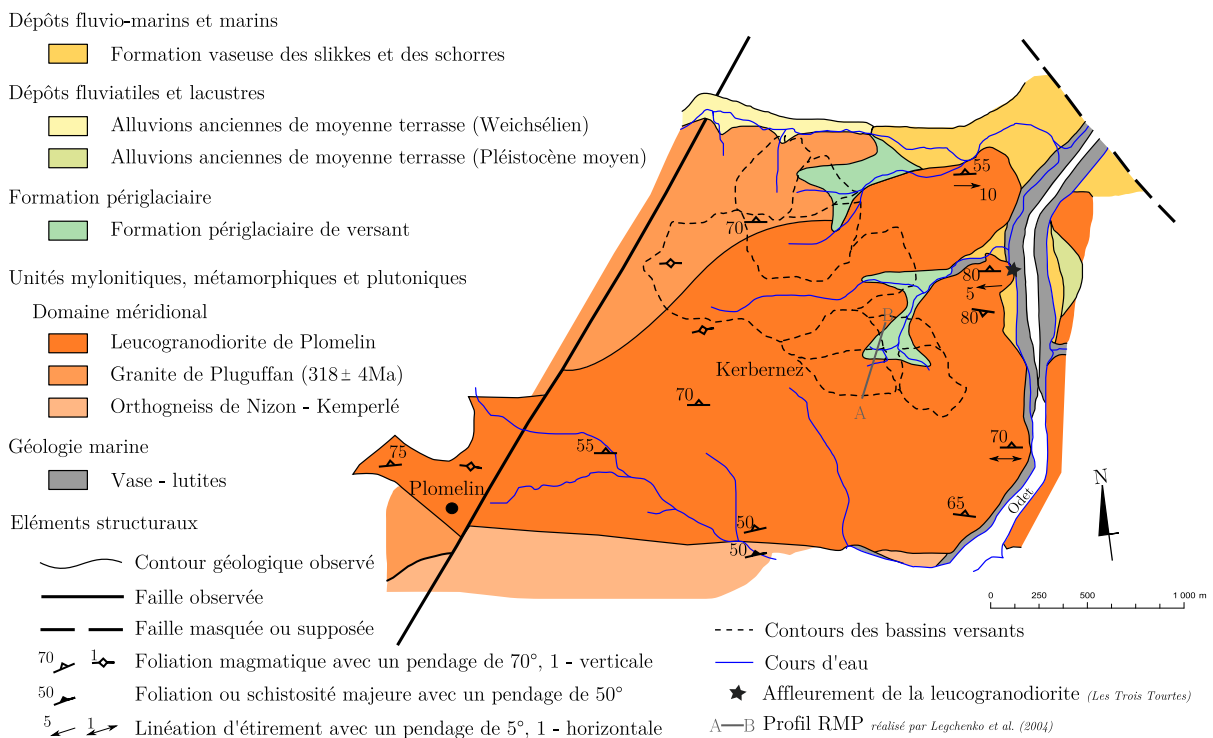 Dépôts fluvio-marins et marins
Formation vaseuse des slikkes et des schorres
Dépôts fluviatiles et lacustres
Alluvions anciennes de moyenne terrasse (Weichsélien)
Alluvions anciennes de moyenne terrasse (Pléistocène moyen)
Formation périglaciaire
Formation périglaciaire de versant
Unités mylonitiques, métamorphiques et plutoniques
Domaine méridional
Leucogranodiorite de Plomelin
Granite de Pluguffan (318± 4Ma)
Orthogneiss de Nizon - Kemperlé
Géologie marine
Vase - lutites
Eléments structuraux
Contour géologique observé
Faille observée
Faille masquée ou supposée
70 1 Foliation magmatique avec un pendage de 70°, 1 - verticale
50 Foliation ou schistosité majeure avec un pendage de 50°
5 1 Linéation d'étirement avec un pendage de 5°, 1 - horizontale
55
10
70
80
5
80
B
Kerbernez
A
70
70
75
55
Plomelin
65
50
50
Odet
N
0 250 500 1 000 m
Contours des bassins versants
Cours d'eau
Affleurement de la leucogranodiorite (Les Trois Tourtes)
A B Profil RMP réalisé par Legchenko et al. (2004)